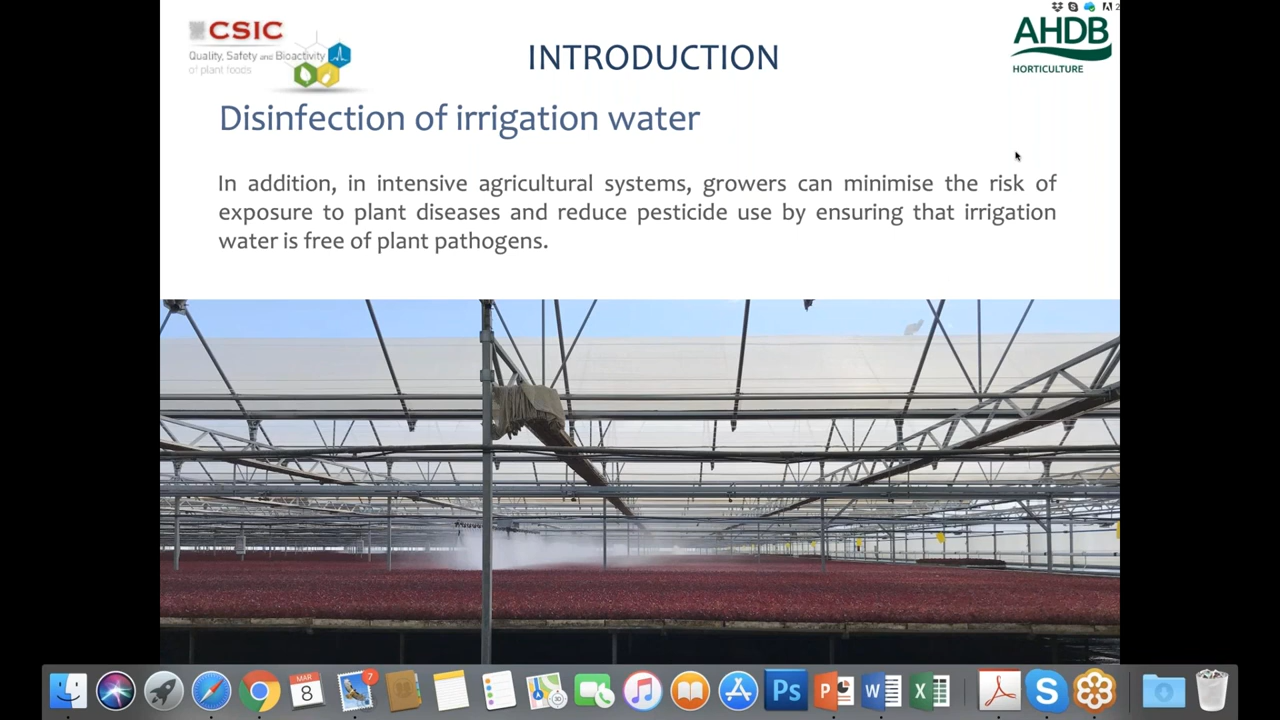 CSIC
Quality, Safety and Bioactivity
of plant foods
INTRODUCTION
AHDB
HORTICULTURE
Disinfection of irrigation water
In addition, in intensive agricultural systems, growers can minimise the risk of
exposure to plant diseases and reduce pesticide use by ensuring that irrigation
water is free of plant pathogens.
MAR
8
7
Ps
P
W
X
S